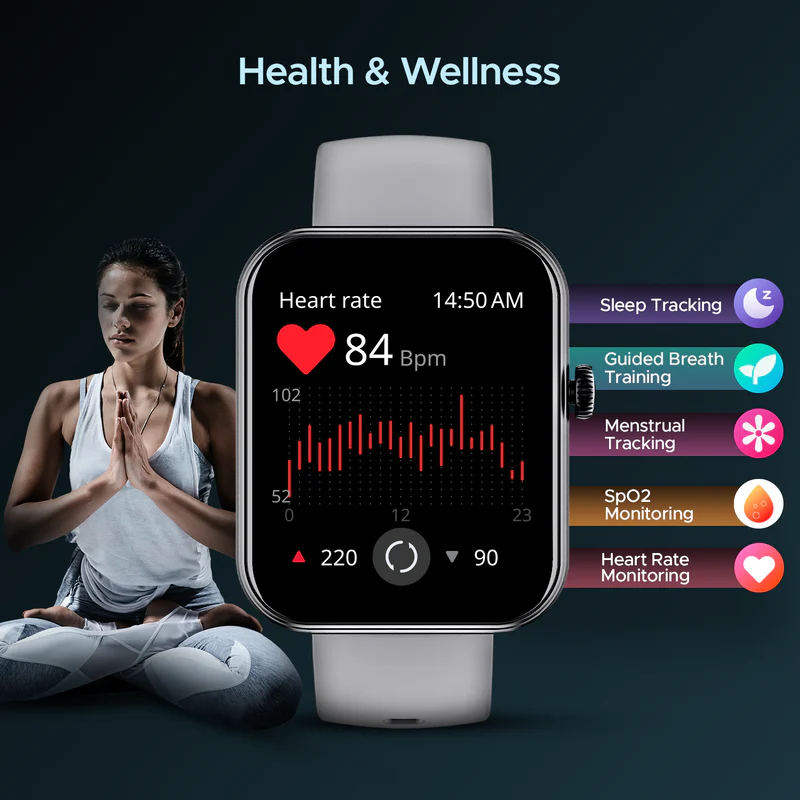 Health & Wellness
Heart rate 14:50 AM
84 Bpm
102
52
0 12 23
220 90
Sleep Tracking
z
Guided Breath
Training
Menstrual
Tracking
SpO2
Monitoring
Heart Rate
Monitoring